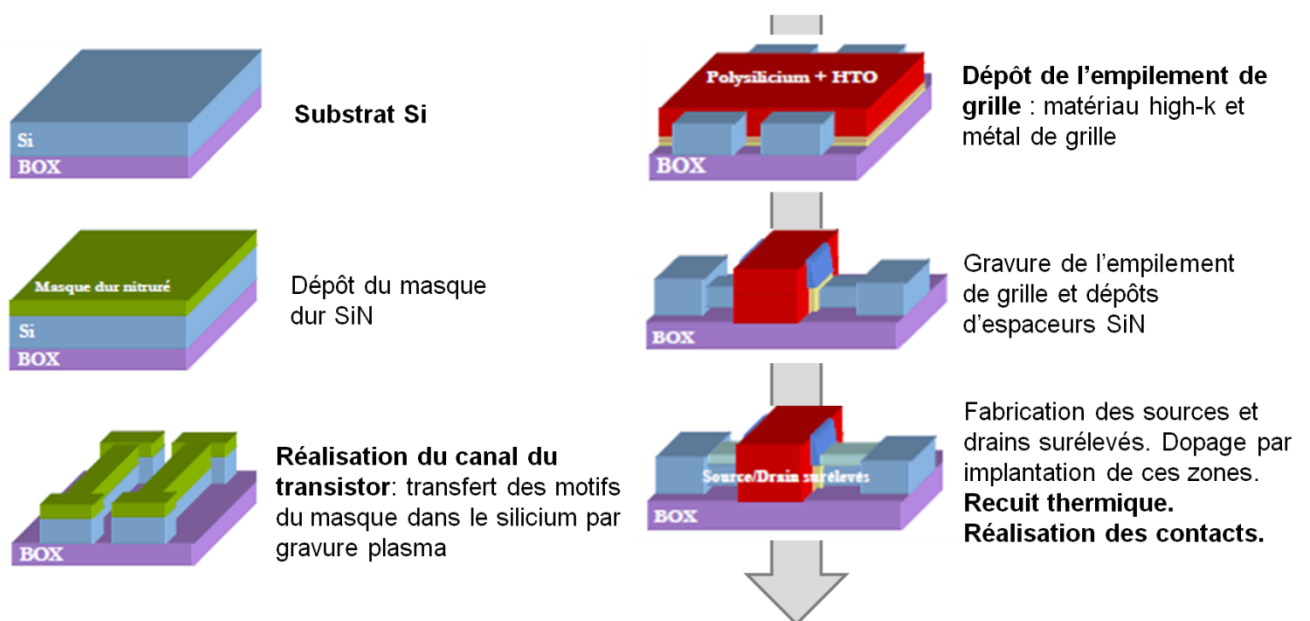 Substrat Si
Si
BOX
Masque dur nitruré
Si
BOX
Dépôt du masque
dur SiN
BOX
Réalisation du canal du
transistor: transfert des motifs
du masque dans le silicium par
gravure plasma
Polysilicium + HTO
BOX
Dépôt de l'empilement de
grille : matériau high-k et
métal de grille
BOX
Gravure de l'empilement
de grille et dépôts
d'espaceurs SiN
Source/Drain surélevés
BOX
Fabrication des sources et
drains surélevés. Dopage par
implantation de ces zones.
Recuit thermique.
Réalisation des contacts.